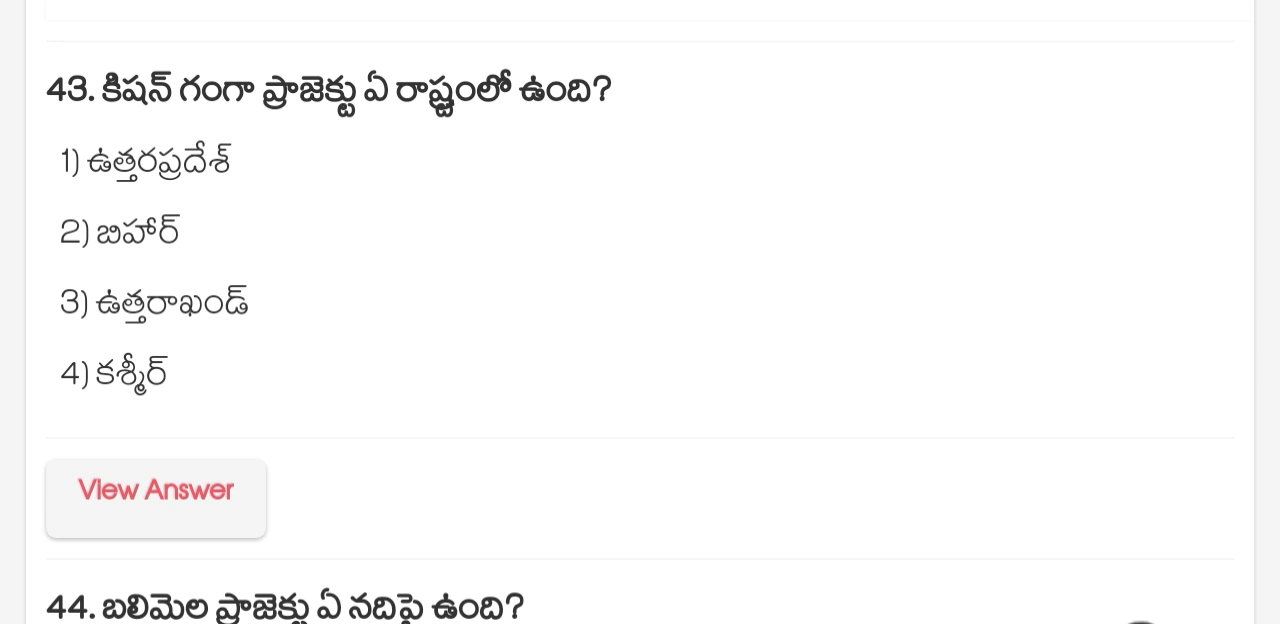 43. కిషన్ గంగా ప్రాజెక్టు ఏ రాష్ట్రంలో ఉంది?
1) ఉత్తరప్రదేశ్
2) బిహార్
3) ఉత్తరాఖండ్
4) కశ్మీర్
View Answer
44. బలిమెల ప్రాజెక్టు ఏ నదిపై ఉంది?